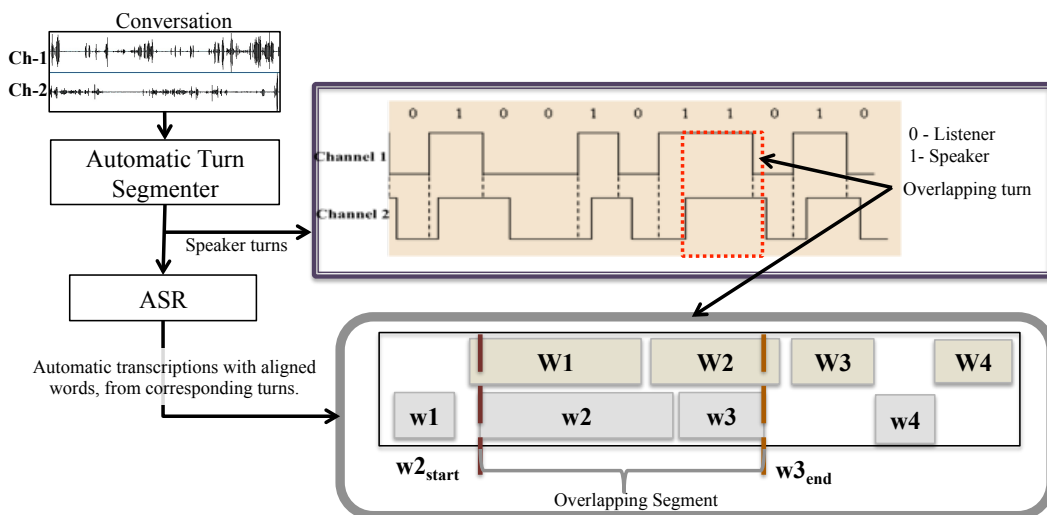 Conversation
Ch-1
Ch-2
Automatic Turn
Segmenter
Speaker turns
ASR
Automatic transcriptions with aligned
words, from corresponding turns.
0 1 0 0 1 0 1 1 0 1 0
Channel 1
Channel 2
0 - Listener
1- Speaker
Overlapping turn
W1 W2 W3 W4
w1 w2 w3 w4
w2start w3end
Overlapping Segment